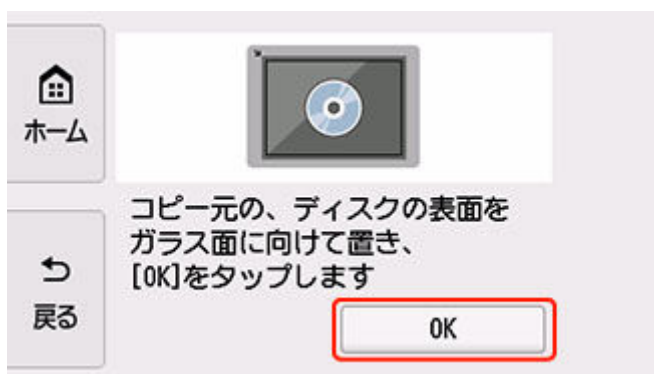 ホーム
コピー元の、ディスクの表面を
ガラス面に向けて置き、
[OK]をタップします
戻る
OK